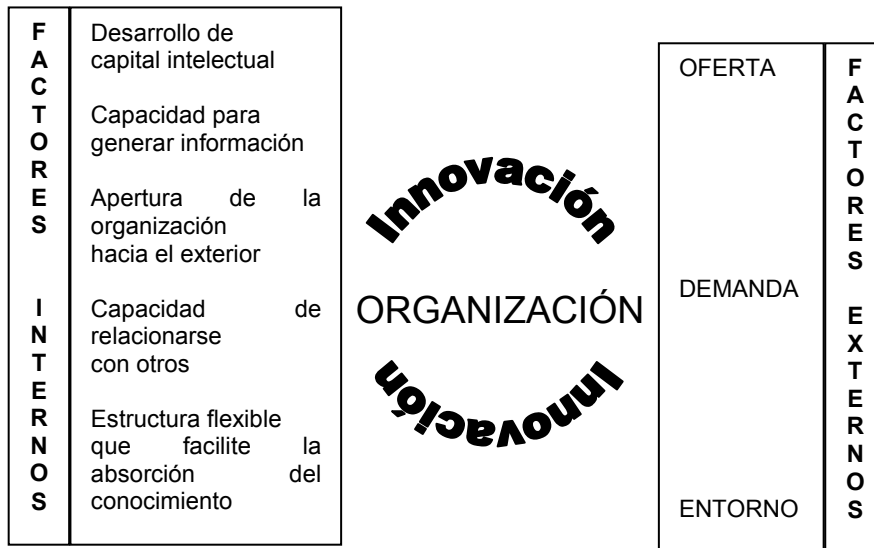 FACTORES INTERNOS
Desarrollo de
capital intelectual
Capacidad para
generar información
Apertura de la
organización
hacia el exterior
Capacidad de
relacionarse
con otros
Estructura flexible
que facilite la
absorción del
conocimiento
Innovación
ORGANIZACIÓN
Innovación
OFERTA
DEMANDA
ENTORNO
FACTORES EXTERNOS